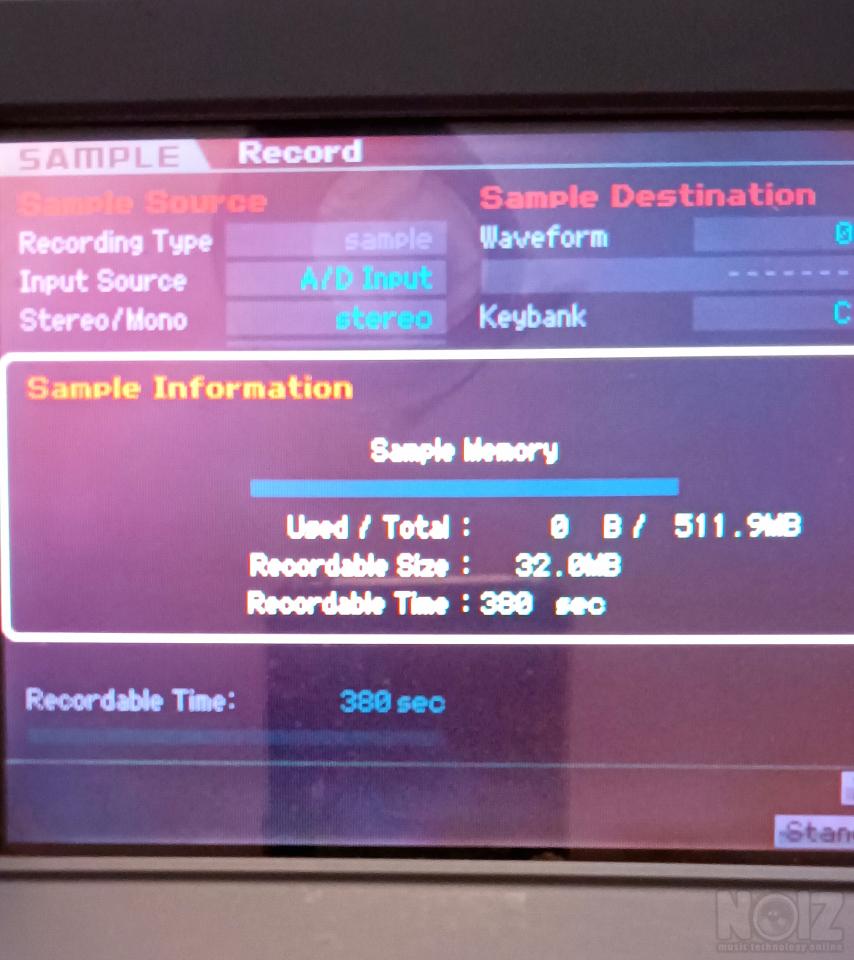 SAMPLE Record
Sample Source
Recording Type sample
Input Source A/D Input
Stereo/Mono stereo
Sample Destination
Waveform 0
-------
Keybank C
Sample Information
Sample Memory
Used / Total : 0 B / 511.9MB
Recordable Size : 32.0MB
Recordable Time : 380 sec
Recordable Time: 380 sec
Stan
NOIZ
music technology online